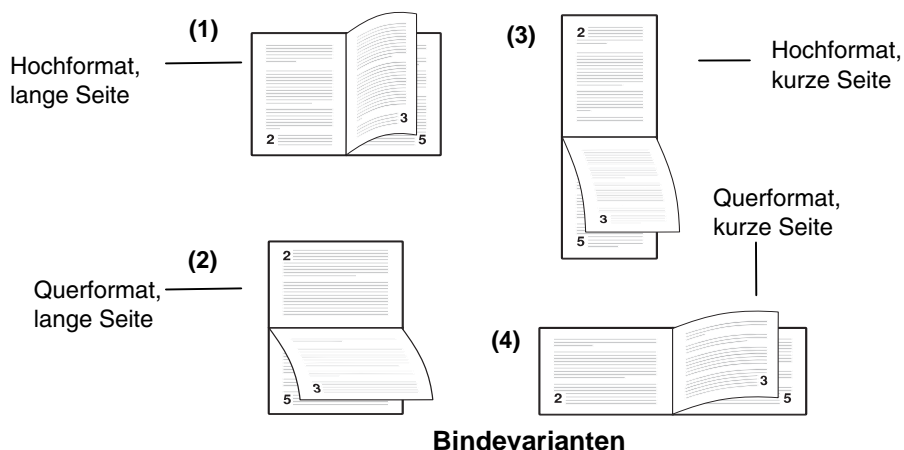 (1)
Hochformat,
lange Seite
2
3
5
(3)
2
3
5
Hochformat,
kurze Seite
(2)
Querformat,
lange Seite
2
3
5
Querformat,
kurze Seite
(4)
2
3
5
Bindevarianten